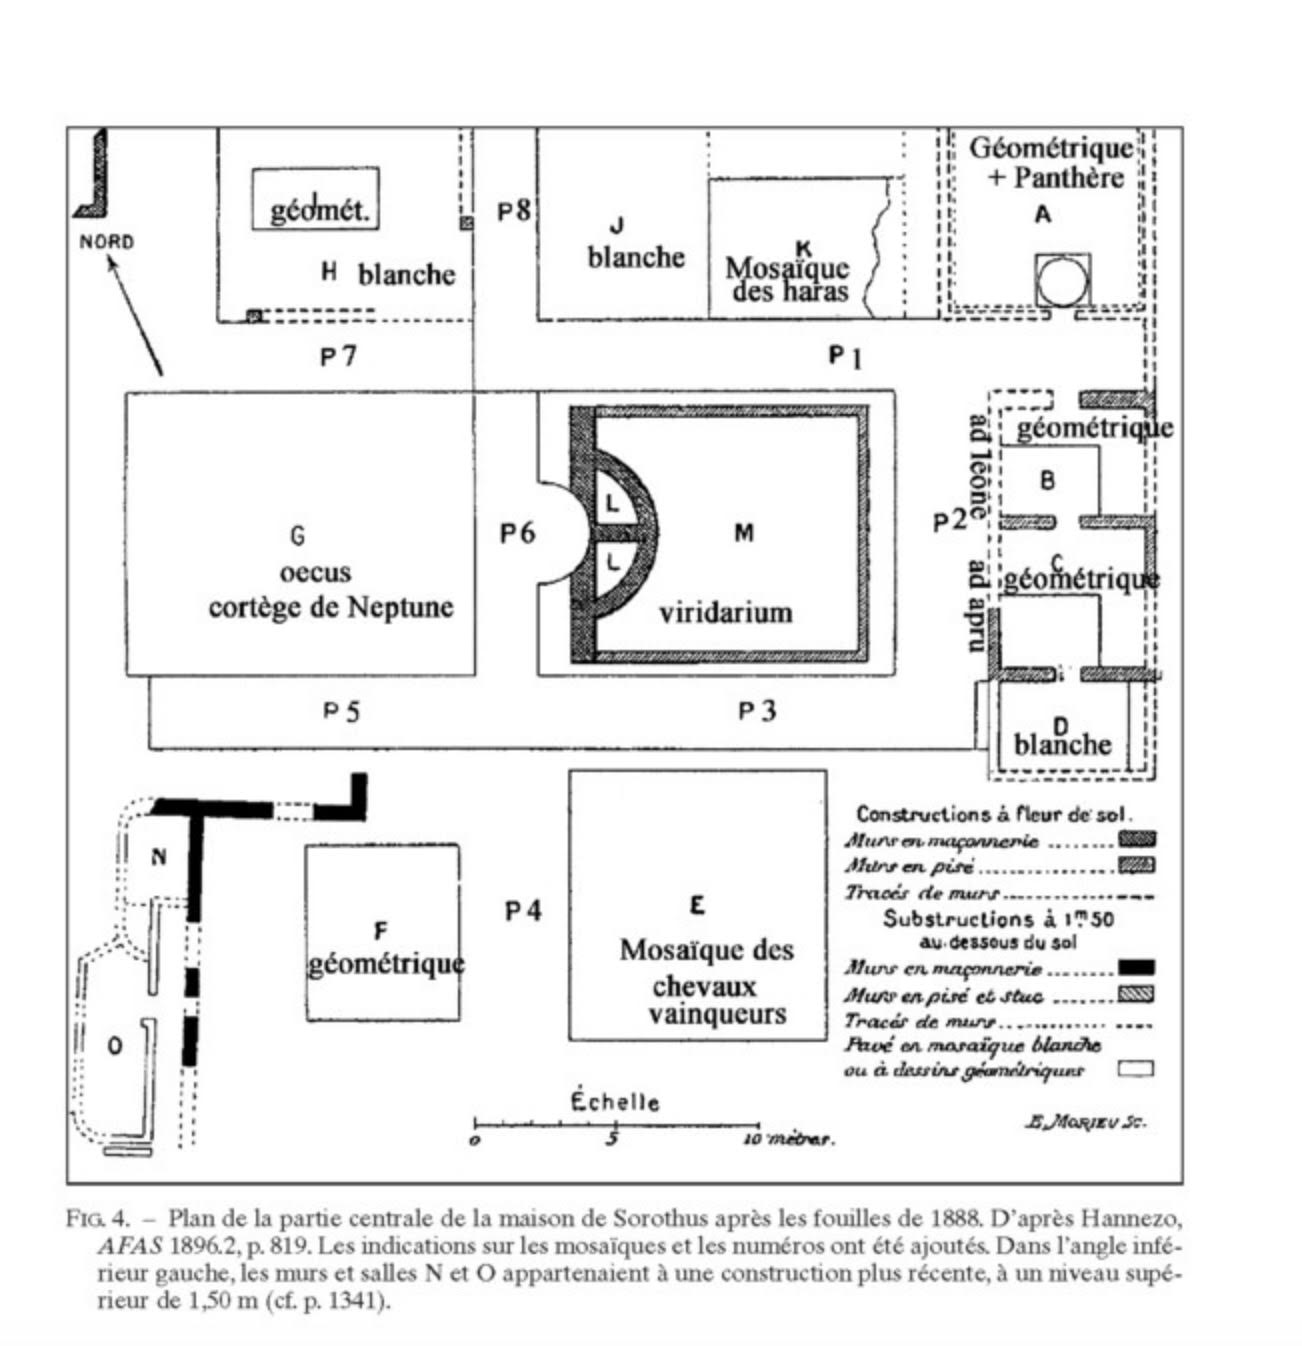 Géométrique
+ Panthère
A
géomét.
I
P8
J
blanche
K
Mosaïque
des haras
NORD
H blanche
P7
P1
géométrique
ad leone
B
P2
G
oecus
cortège de Neptune
P6
L
L
M
viridarium
C
géométrique
ad apru
P5
P3
D
blanche
N
O
F
géométrique
P4
E
Mosaïque des
chevaux
vainqueurs
Constructions à fleur de sol.
Murs en maçonnerie
Murs en pisé
Tracés de murs
Substructions à 1m50
au-dessous du sol
Murs en maçonnerie
Murs en pisé et stuc
Tracés de murs
Pavé en mosaïque blanche
ou à dessins géométriques
Échelle
0 5 10 mètres.
E. MORIEU Sc.
FIG. 4. – Plan de la partie centrale de la maison de Sorothus après les fouilles de 1888. D'après Hannezo,
AFAS 1896.2, p. 819. Les indications sur les mosaïques et les numéros ont été ajoutés. Dans l'angle infé-
rieur gauche, les murs et salles N et O appartenaient à une construction plus récente, à un niveau supé-
rieur de 1,50 m (cf. p. 1341).